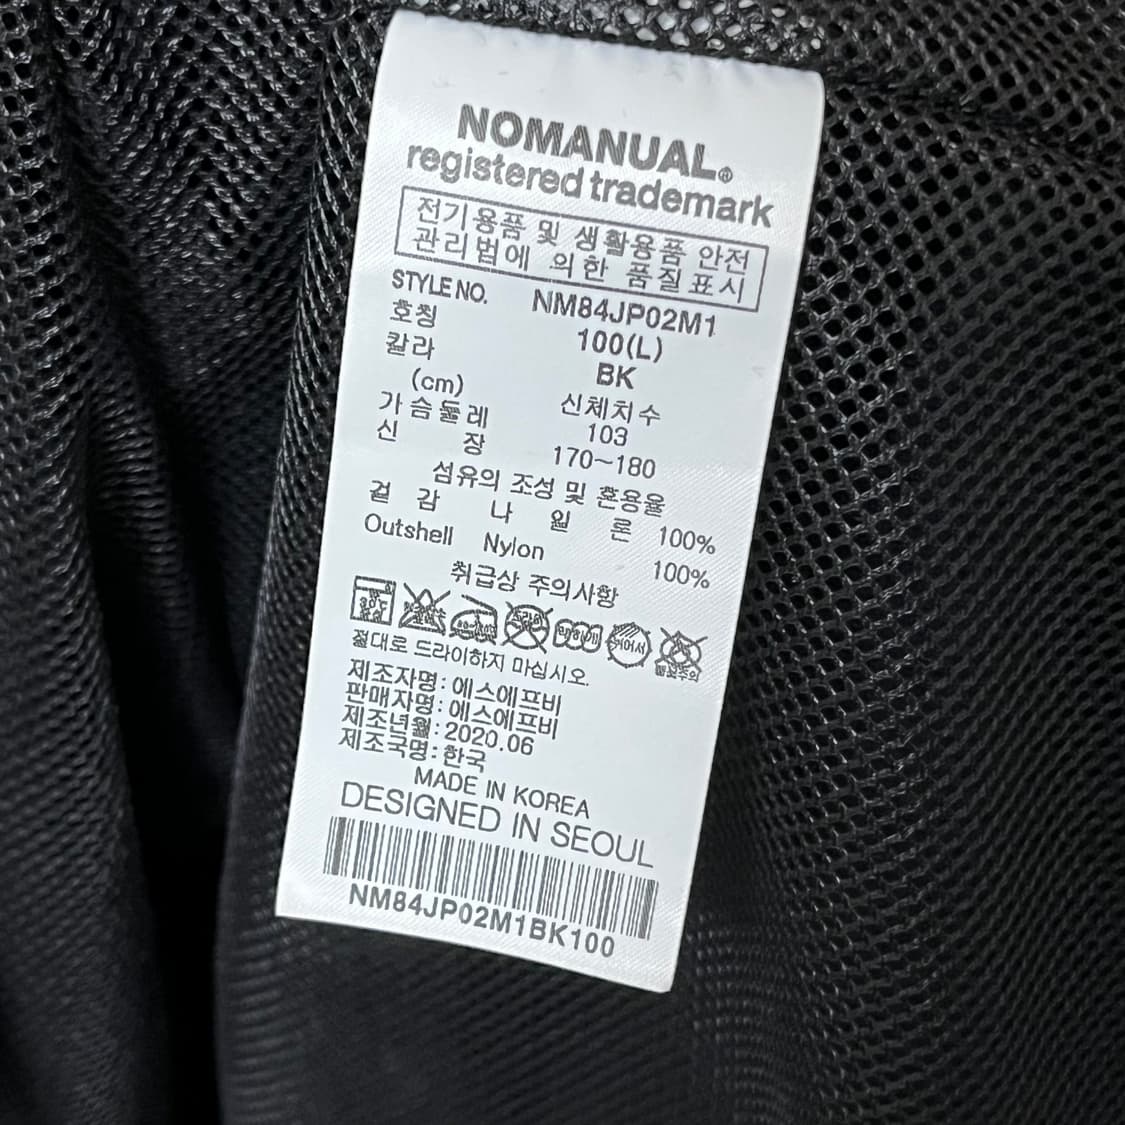 NOMANUAL®
registered trademark
전기용품 및 생활용품 안전
관리법에 의한 품질표시
STYLE NO. NM84JP02M1
호칭 100(L)
칼라 BK
(cm) 신체치수
가슴둘레 103
신 장 170~180
섬유의 조성 및 혼용율
겉 감 나 일 론 100%
Outshell Nylon 100%
취급상 주의사항
절대로 드라이하지 마십시오.
제조자명:에스에프비
판매자명:에스에프비
제조년월:2020.06
제조국명:한국
MADE IN KOREA
DESIGNED IN SEOUL
NM84JP02M1BK100